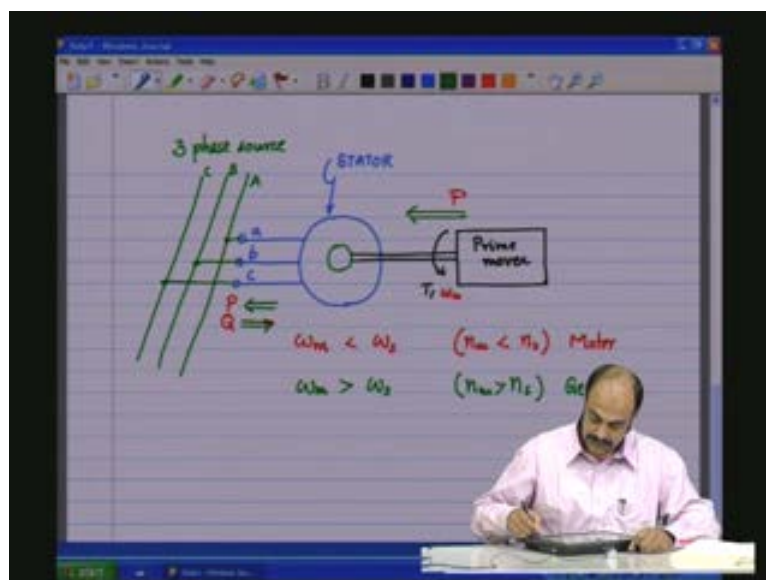 3 phase source
C B A
STATOR
a
b
c
P
Prime mover
T, ωm
P
Q
ωm < ωs (nm < ns) Motor
ωm > ωs (nm > ns) Ge